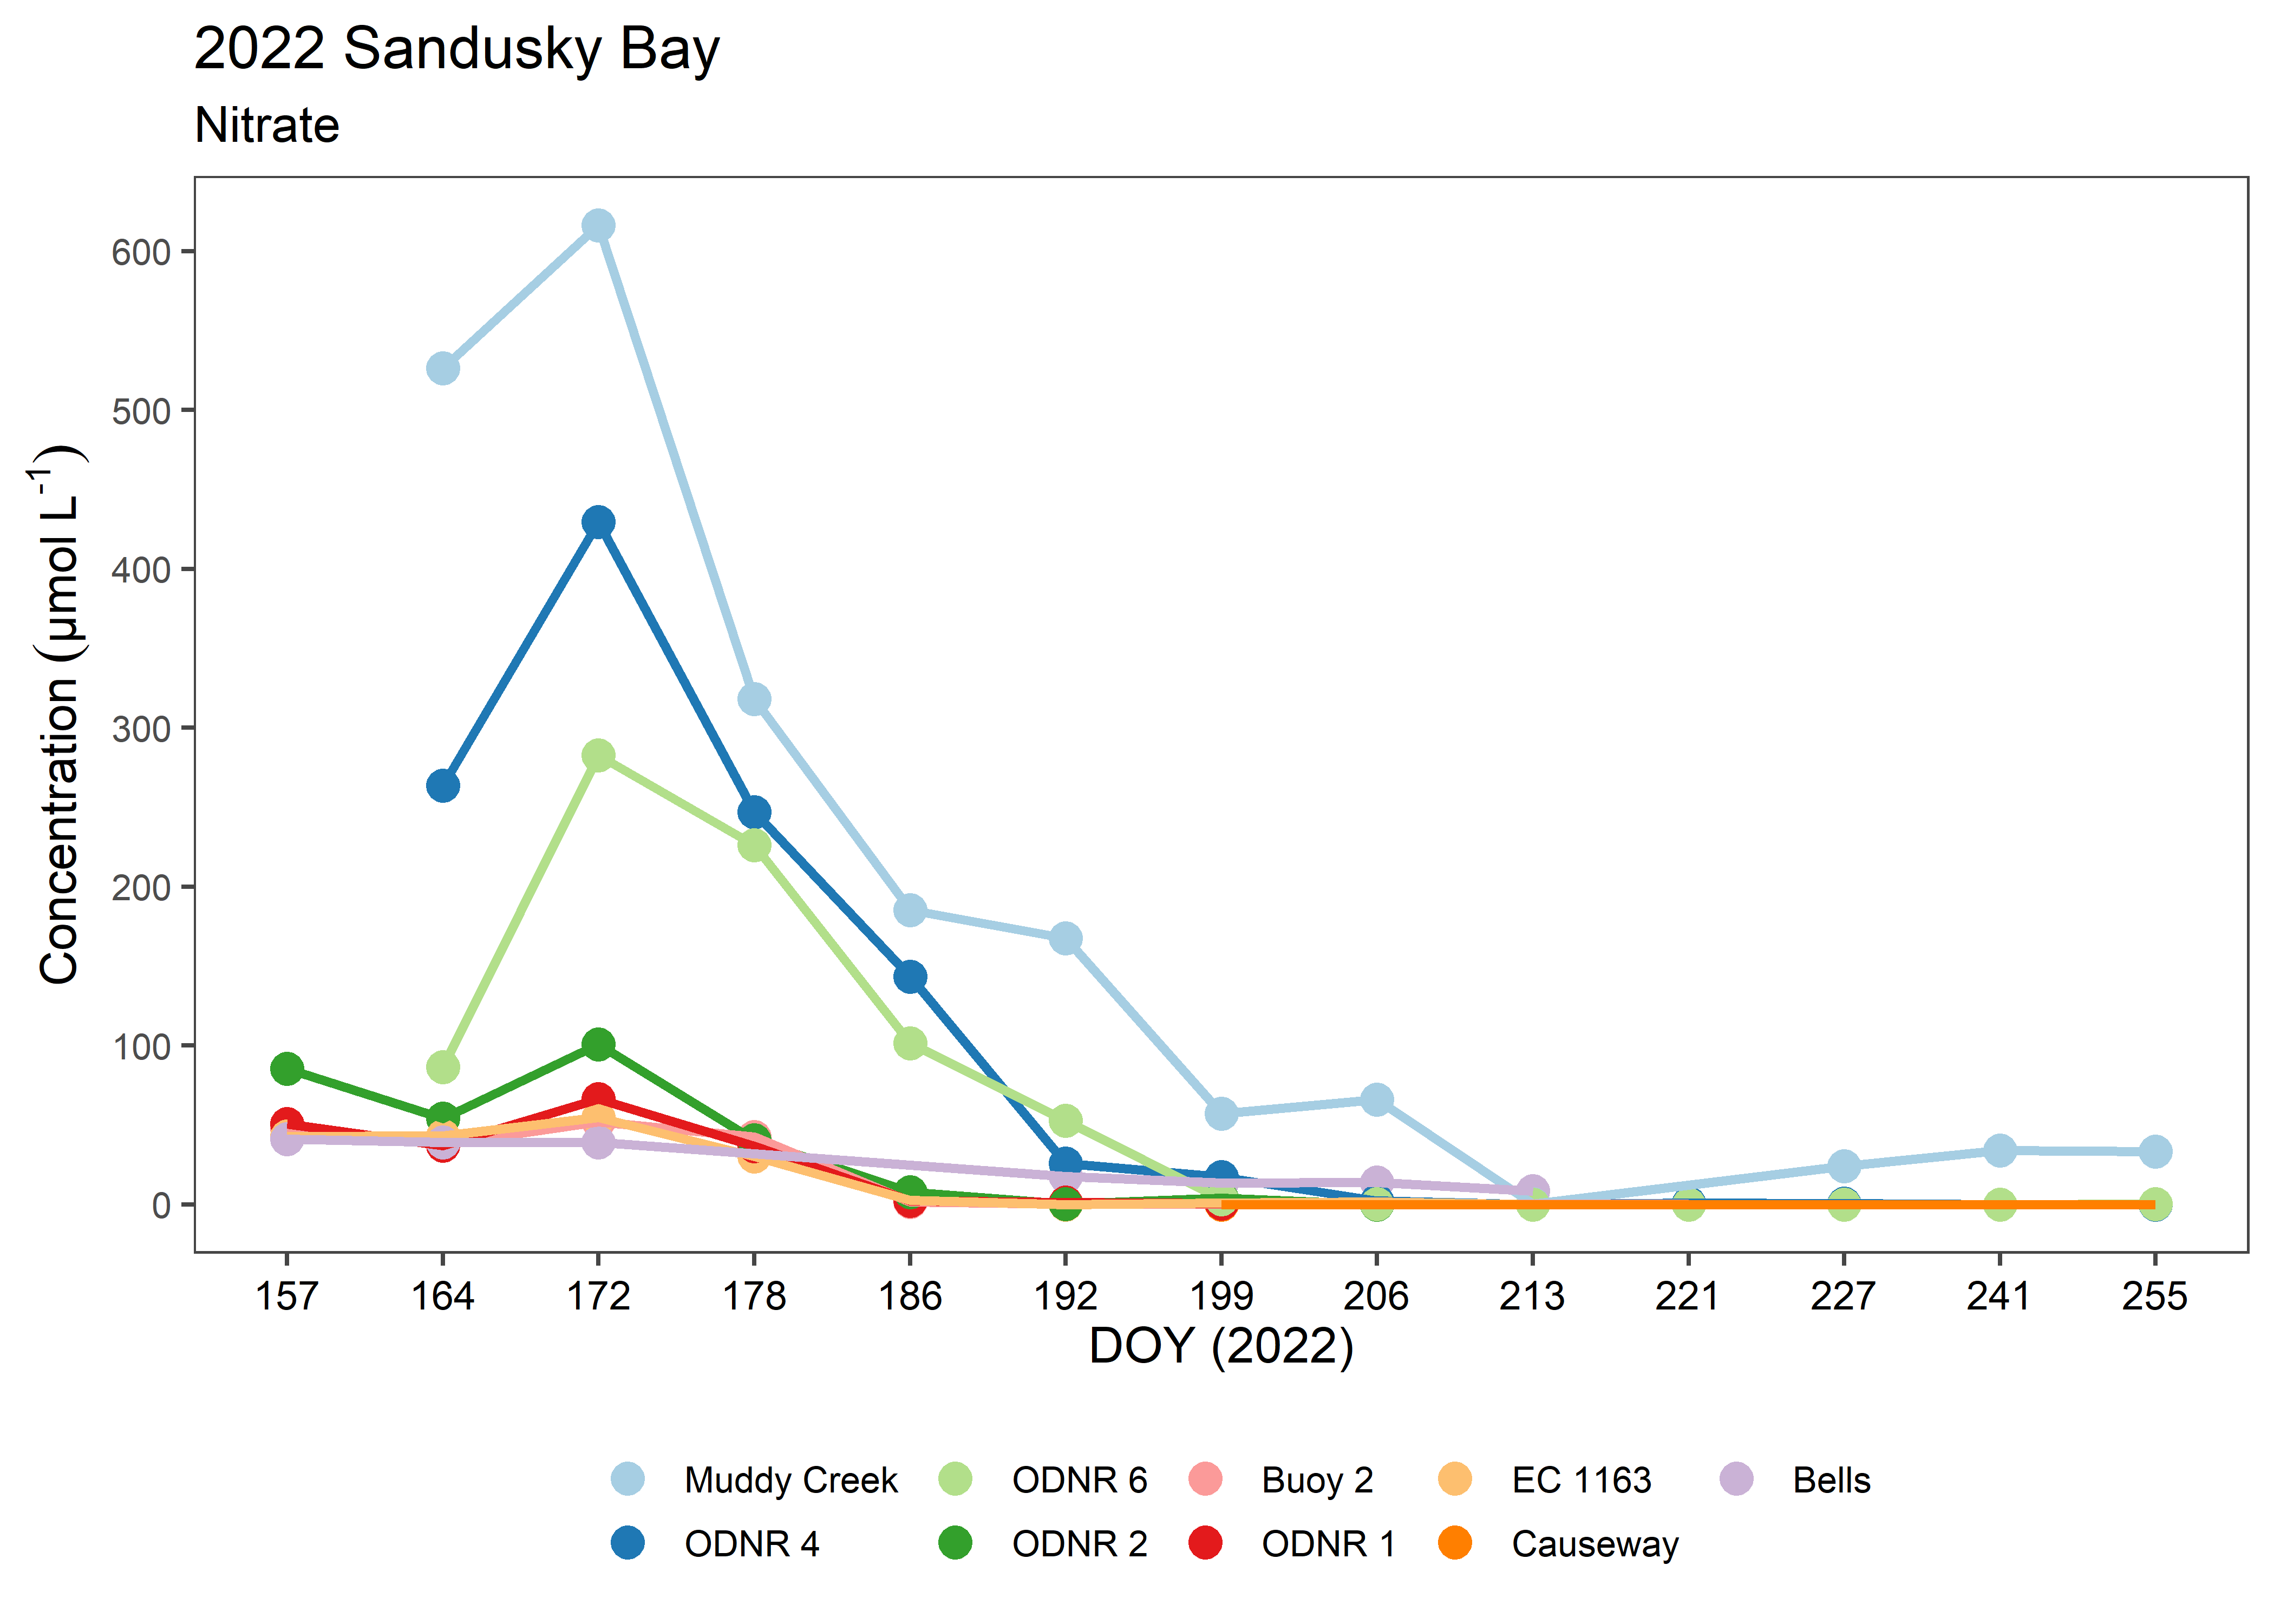 2022 Sandusky Bay
Nitrate
Concentration (µmol L⁻¹)
600
500
400
300
200
100
0
157 164 172 178 186 192 199 206 213 221 227 241 255
DOY (2022)
Muddy Creek ODNR 6 Buoy 2 EC 1163 Bells
ODNR 4 ODNR 2 ODNR 1 Causeway